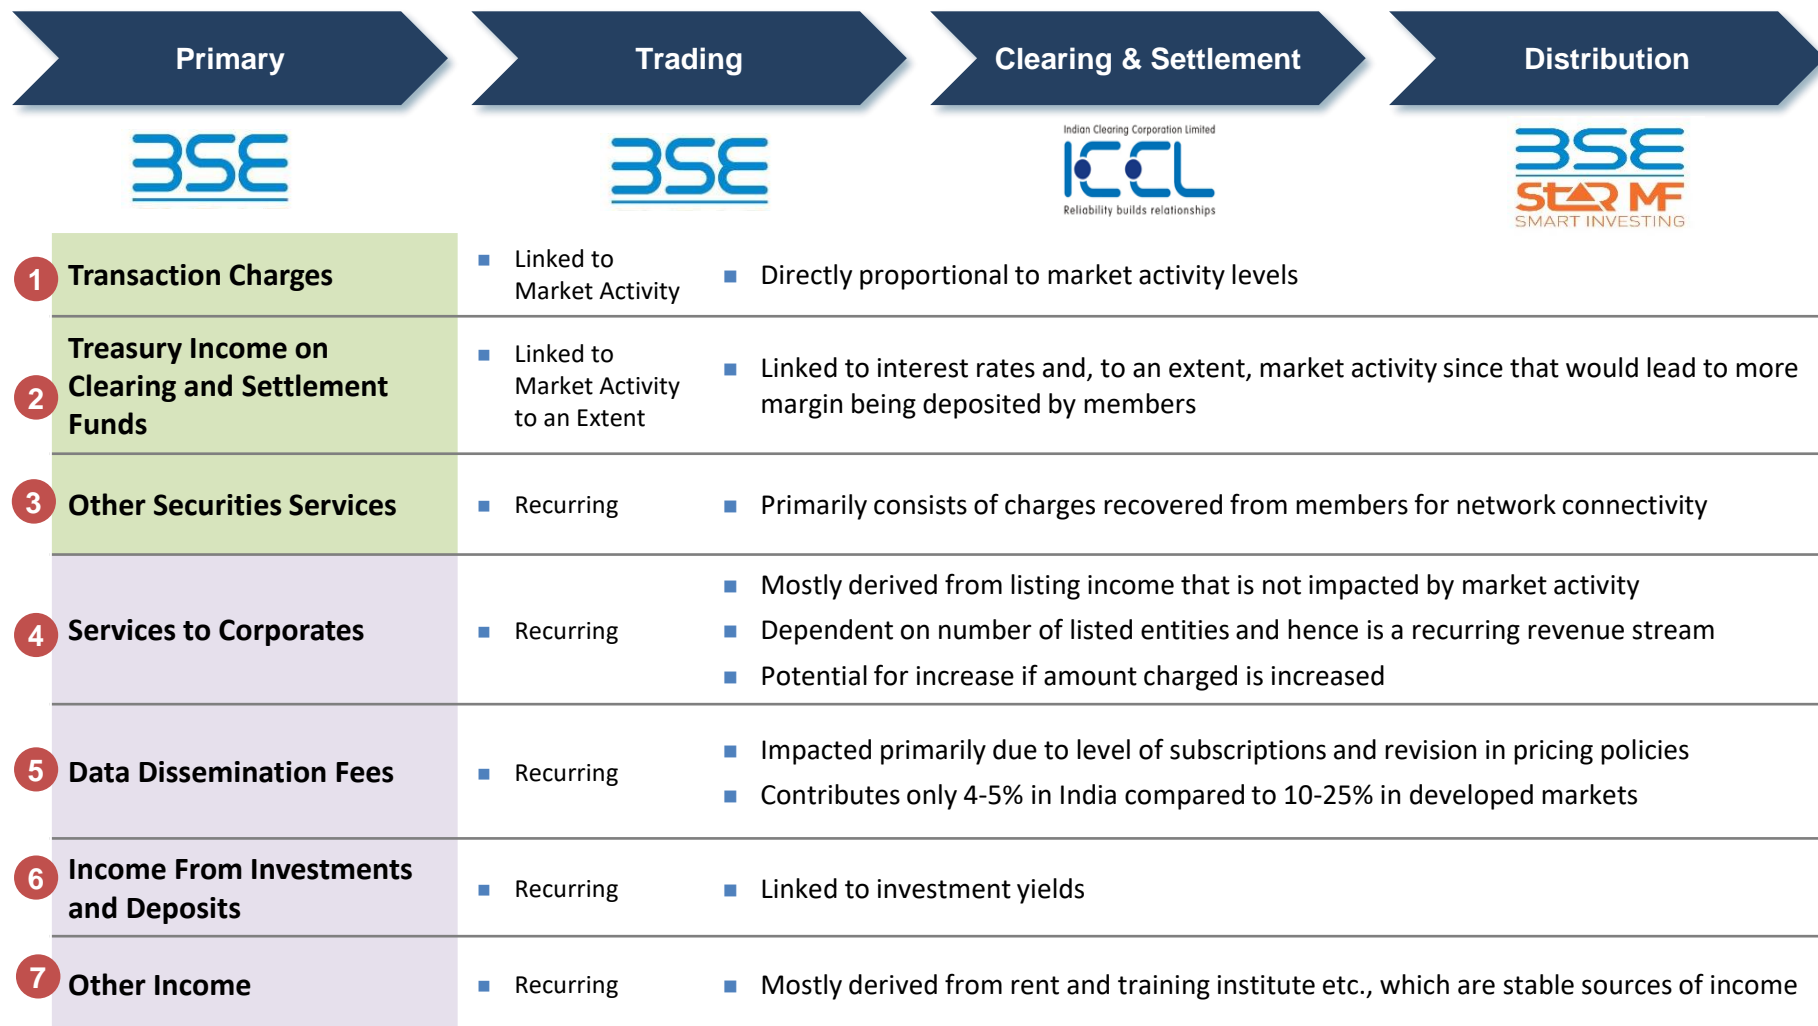 Primary
Trading
Clearing & Settlement
Distribution
BSE
BSE
Indian Clearing Corporation Limited
ICCL
Reliability builds relationships
BSE
StAR MF
SMART INVESTING
1
Transaction Charges
Linked to
Market Activity
Directly proportional to market activity levels
2
Treasury Income on
Clearing and Settlement
Funds
Linked to
Market Activity
to an Extent
Linked to interest rates and, to an extent, market activity since that would lead to more
margin being deposited by members
3
Other Securities Services
Recurring
Primarily consists of charges recovered from members for network connectivity
4
Services to Corporates
Recurring
Mostly derived from listing income that is not impacted by market activity
Dependent on number of listed entities and hence is a recurring revenue stream
Potential for increase if amount charged is increased
5
Data Dissemination Fees
Recurring
Impacted primarily due to level of subscriptions and revision in pricing policies
Contributes only 4-5% in India compared to 10-25% in developed markets
6
Income From Investments
and Deposits
Recurring
Linked to investment yields
7
Other Income
Recurring
Mostly derived from rent and training institute etc., which are stable sources of income